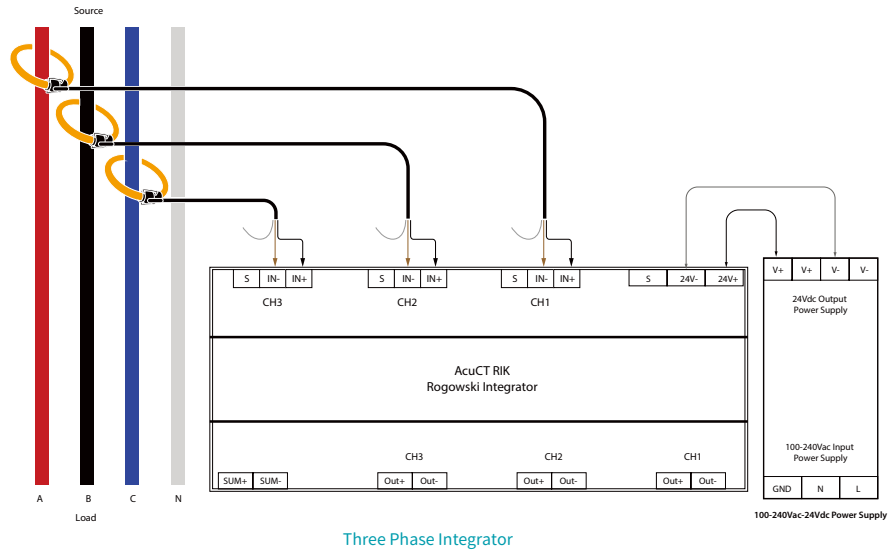 Source
S IN- IN+
CH3
S IN- IN+
CH2
S IN- IN+
CH1
S 24V- 24V+
V+ V+ V- V-
24Vdc Output
Power Supply
AcuCT RIK
Rogowski Integrator
100-240Vac Input
Power Supply
CH3
CH2
CH1
SUM+ SUM-
Out+ Out-
Out+ Out-
Out+ Out-
GND N L
A B C N
Load
100-240Vac-24Vdc Power Supply
Three Phase Integrator